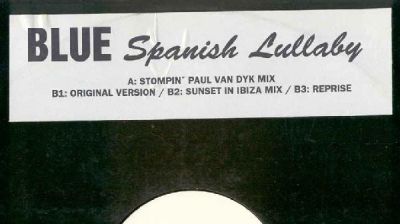 BLUE Spanish Lullaby
A: STOMPIN' PAUL VAN DYK MIX
B1: ORIGINAL VERSION / B2: SUNSET IN IBIZA MIX / B3: REPRISE